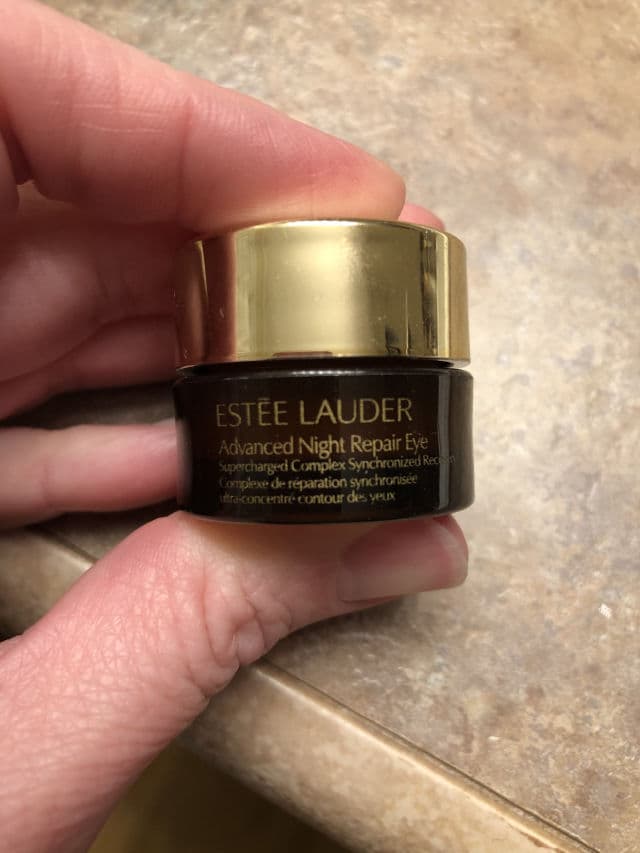 ESTĒE LAUDER
Advanced Night Repair Eye
Supercharged Complex Synchronized
Complexe de réparation synchronisée
ultra-concentré contour des yeux